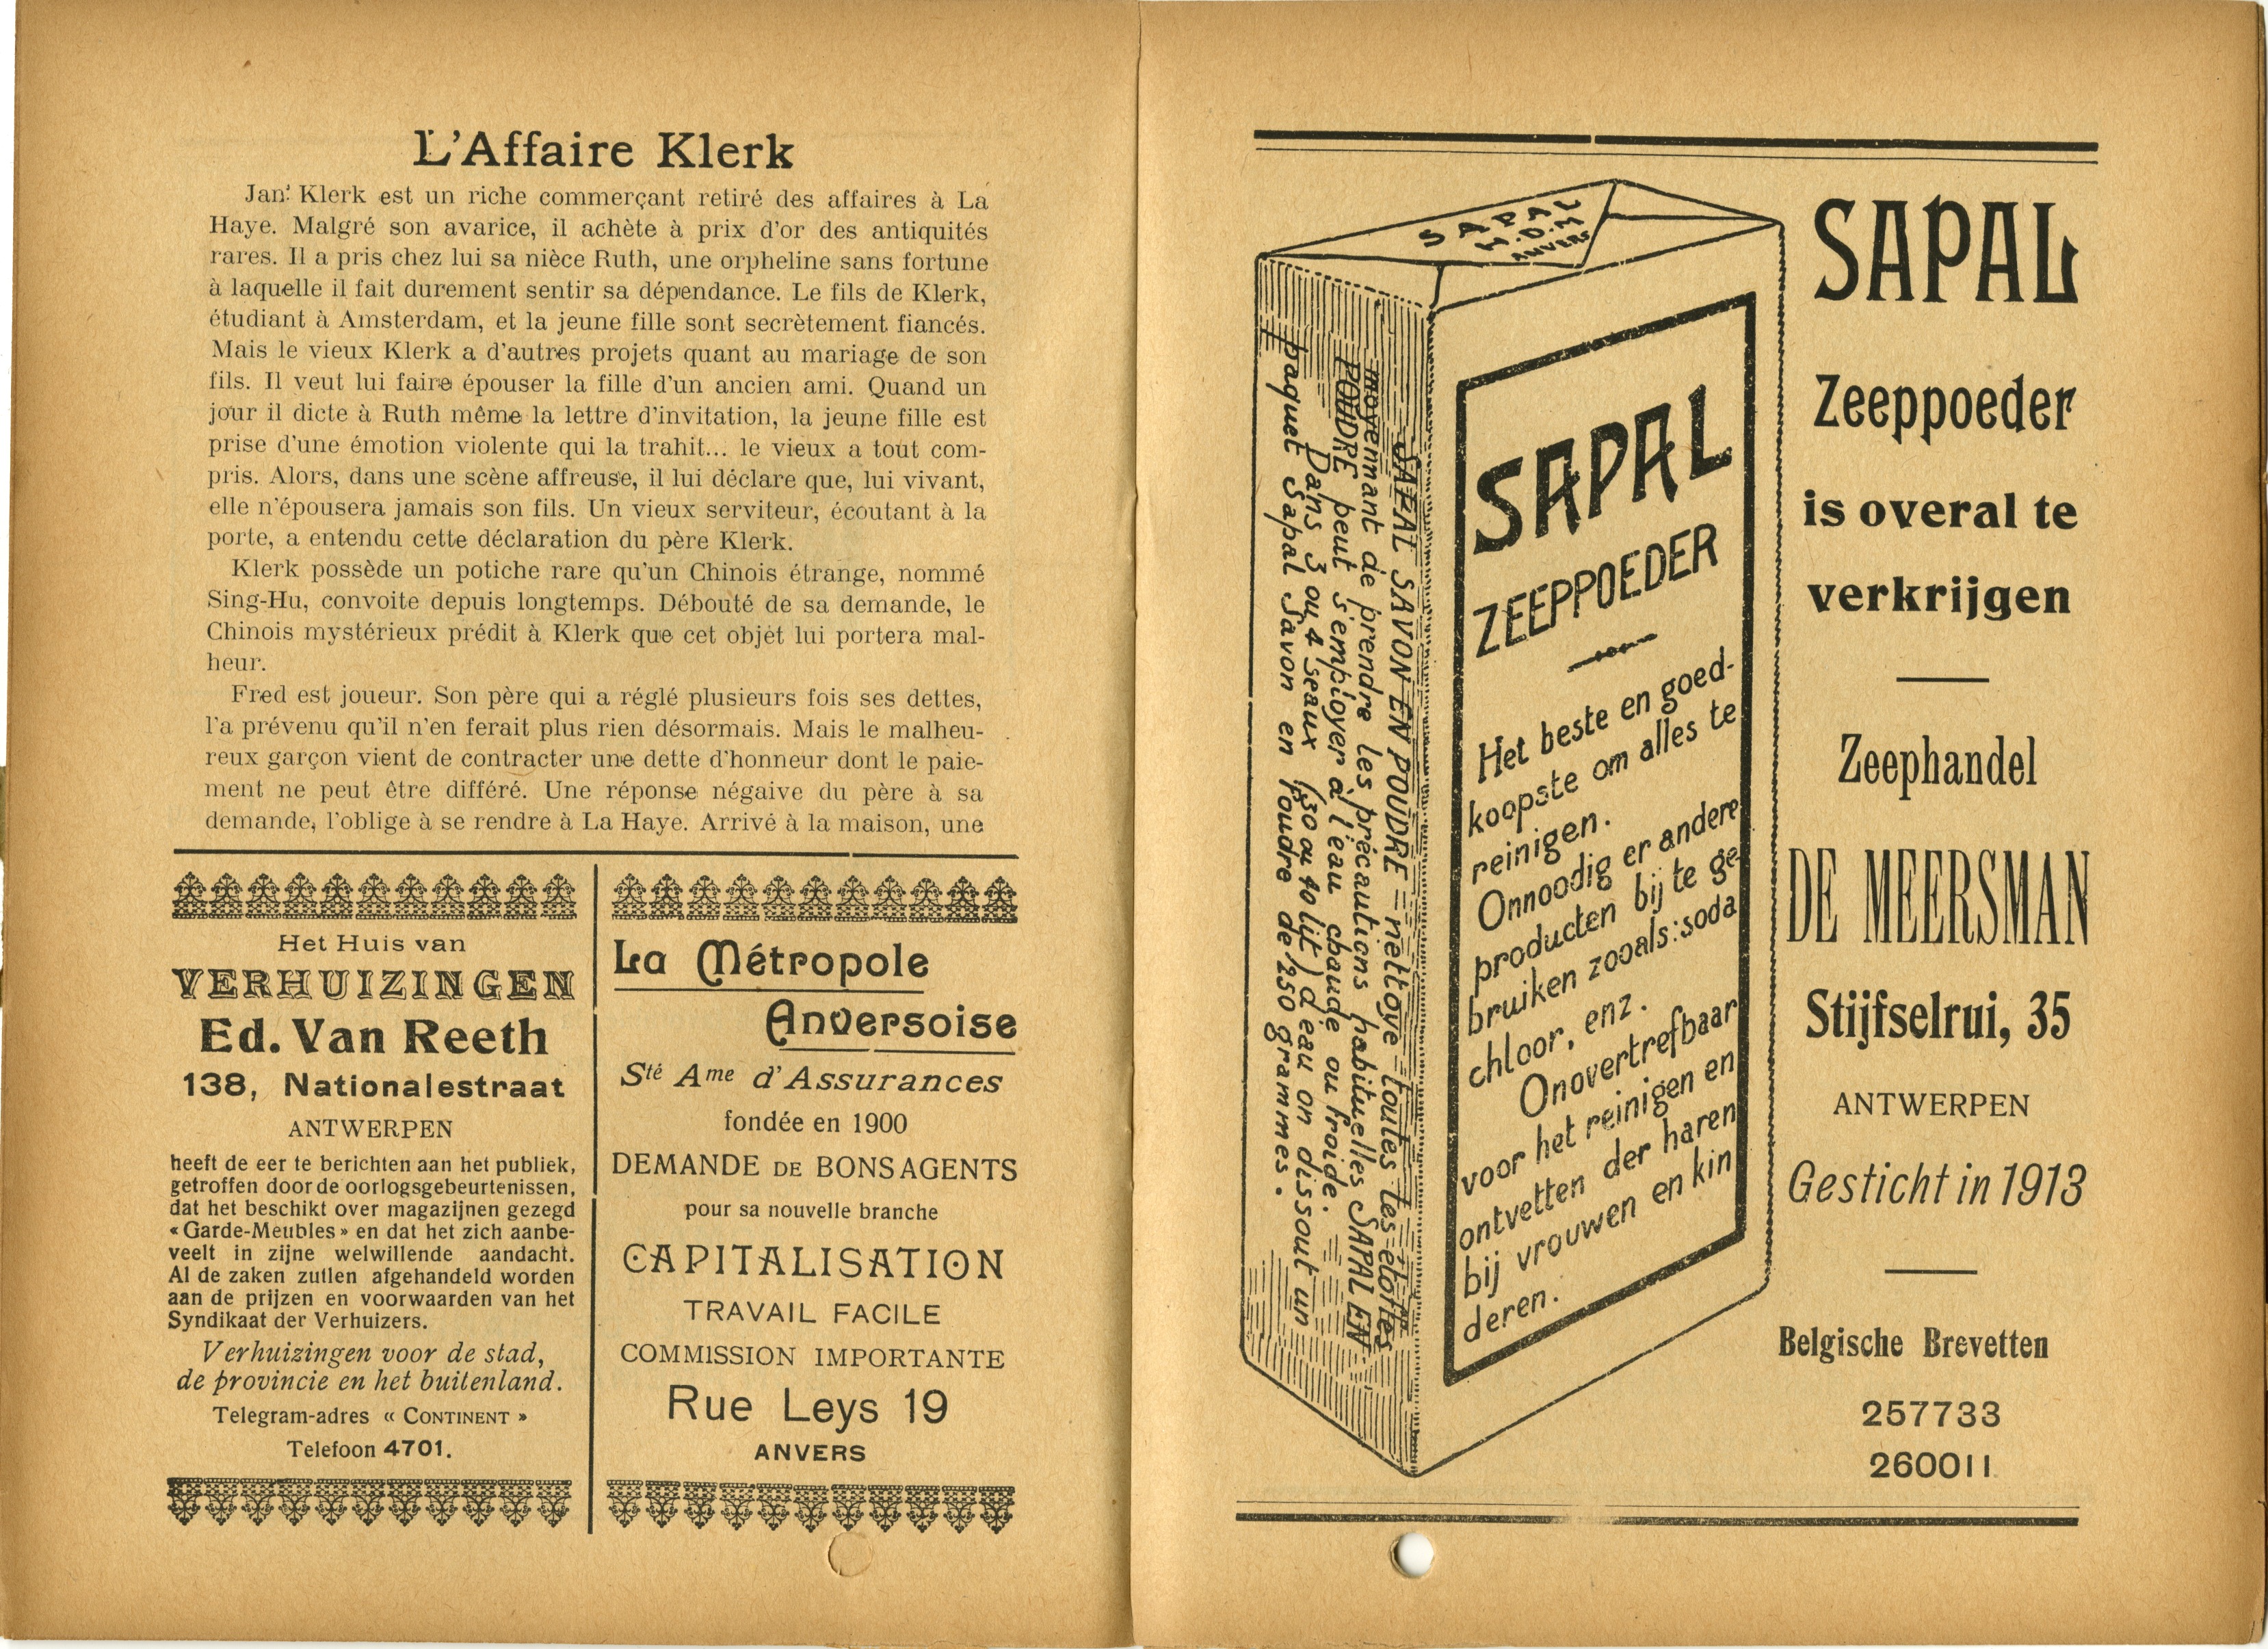 L'Affaire Klerk
Jan Klerk est un riche commerçant retiré des affaires à La
Haye. Malgré son avarice, il achète à prix d'or des antiquités
rares. Il a pris chez lui sa nièce Ruth, une orpheline sans fortune
à laquelle il fait durement sentir sa dépendance. Le fils de Klerk,
étudiant à Amsterdam, et la jeune fille sont secrètement fiancés.
Mais le vieux Klerk a d'autres projets quant au mariage de son
fils. Il veut lui faire épouser la fille d'un ancien ami. Quand un
jour il dicte à Ruth même la lettre d'invitation, la jeune fille est
prise d'une émotion violente qui la trahit... le vieux a tout com-
pris. Alors, dans une scène affreuse, il lui déclare que, lui vivant,
elle n'épousera jamais son fils. Un vieux serviteur, écoutant à la
porte, a entendu cette déclaration du père Klerk.
Klerk possède un potiche rare qu'un Chinois étrange, nommé
Sing-Hu, convoite depuis longtemps. Débouté de sa demande, le
Chinois mystérieux prédit à Klerk que cet objet lui portera mal-
heur.
Fred est joueur. Son père qui a réglé plusieurs fois ses dettes,
l'a prévenu qu'il n'en ferait plus rien désormais. Mais le malheu-
reux garçon vient de contracter une dette d'honneur dont le paie-
ment ne peut être différé. Une réponse négaive du père à sa
demande, l'oblige à se rendre à La Haye. Arrivé à la maison, une
Het Huis van
VERHUIZINGEN
Ed. Van Reeth
138, Nationalestraat
ANTWERPEN
heeft de eer te berichten aan het publiek,
getroffen door de oorlogsgebeurtenissen,
dat het beschikt over magazijnen gezegd
« Garde-Meubles » en dat het zich aanbe-
veelt in zijne welwillende aandacht.
Al de zaken zullen afgehandeld worden
aan de prijzen en voorwaarden van het
Syndikaat der Verhuizers.
Verhuizingen voor de stad,
de provincie en het buitenland.
Telegram-adres « CONTINENT »
Telefoon 4701.
La Métropole
Anversoise
Sté Ame d'Assurances
fondée en 1900
DEMANDE DE BONS AGENTS
pour sa nouvelle branche
CAPITALISATION
TRAVAIL FACILE
COMMISSION IMPORTANTE
Rue Leys 19
ANVERS
SAPAL
H.D.M
ANVERS
SAPAL SAVON EN POUDRE = nettoye = toutes les étoffes
moyennant de prendre les précautions habituelles SAPAL EN
POUDRE peut s'employer à l'eau chaude ou froide.
Dans 3 ou 4 seaux (30 ou 40 lit) d'eau on dissout un
paquet Sapal Savon en Poudre de 250 grammes.
SAPAL
ZEEPPOEDER
Het beste en goed-
koopste om alles te
reinigen.
Onnoodig er andere
producten bij te ge
bruiken zooals: soda
chloor, enz.
Onovertrefbaar
voor het reinigen en
ontvetten der haren
bij vrouwen en kin
deren.
SAPAL
Zeeppoeder
is overal te
verkrijgen
Zeephandel
DE MEERSMAN
Stijfselrui, 35
ANTWERPEN
Gesticht in 1913
Belgische Brevetten
257733
260011